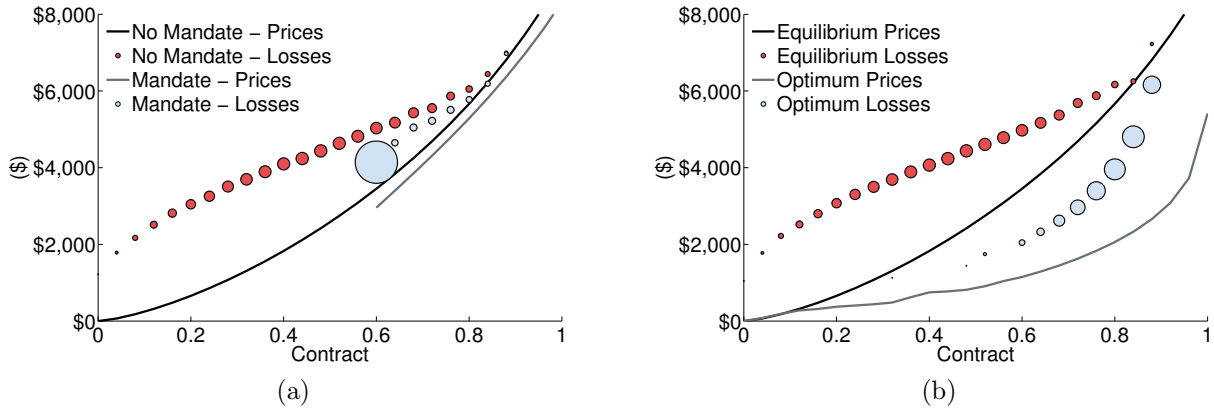 $8,000
No Mandate – Prices
No Mandate – Losses
Mandate – Prices
Mandate – Losses
$6,000
($)
$4,000
$2,000
$0
0
0.2
0.4
0.6
0.8
1
Contract
(a)
$8,000
Equilibrium Prices
Equilibrium Losses
Optimum Prices
Optimum Losses
$6,000
($)
$4,000
$2,000
$0
0
0.2
0.4
0.6
0.8
1
Contract
(b)